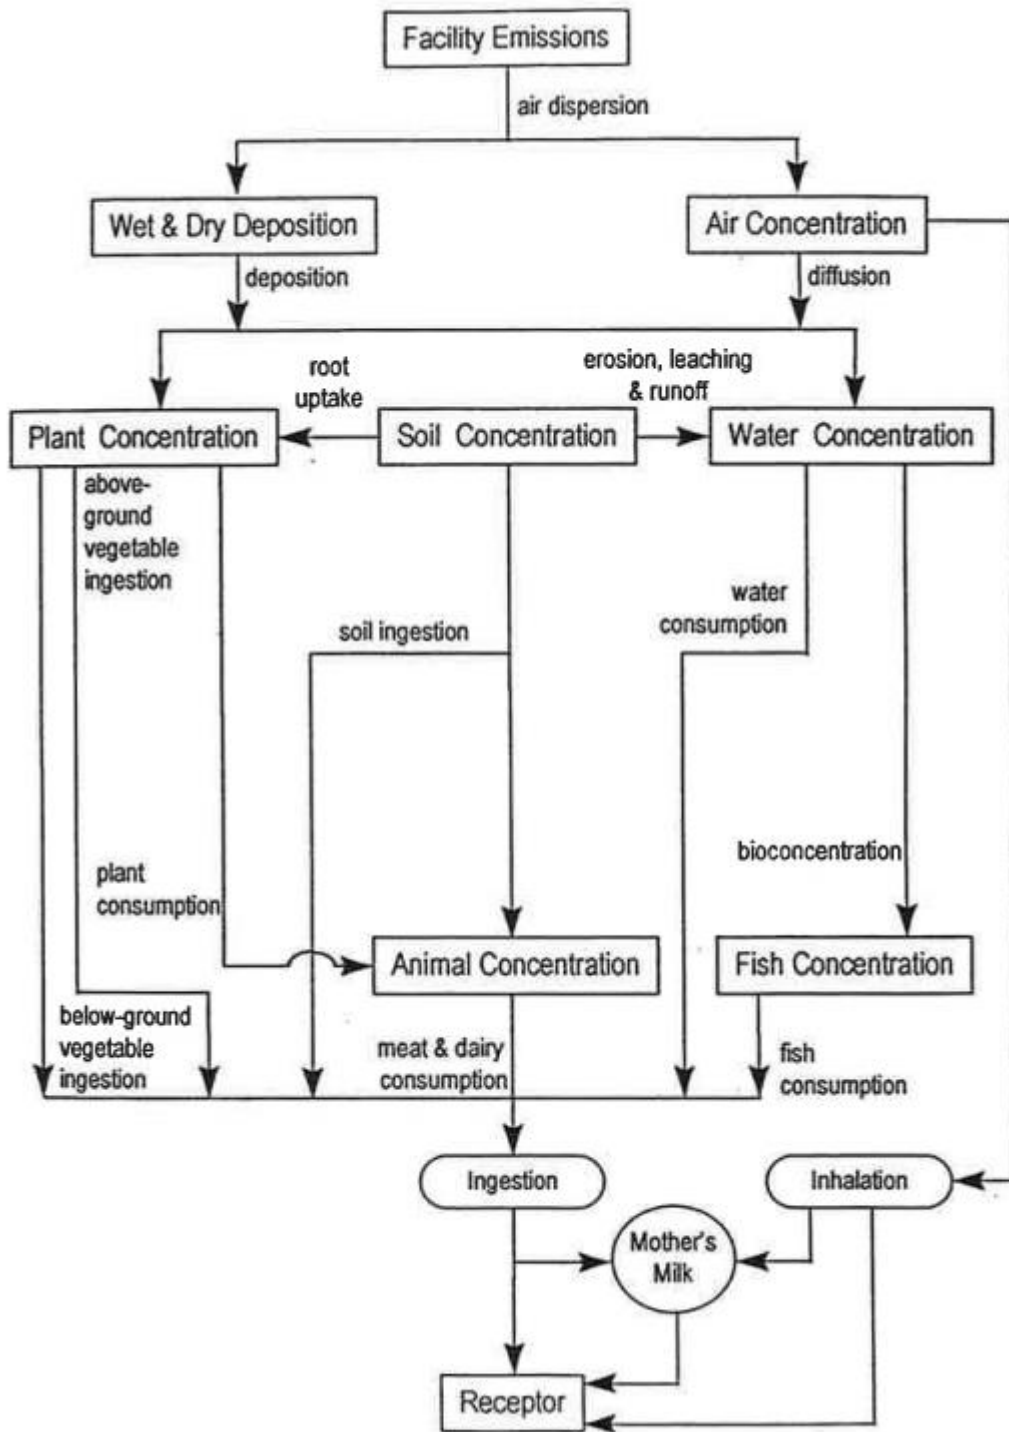 Facility Emissions
air dispersion
Wet & Dry Deposition
Air Concentration
deposition
diffusion
root
uptake
erosion, leaching
& runoff
Plant Concentration
Soil Concentration
Water Concentration
above-
ground
vegetable
ingestion
soil ingestion
water
consumption
bioconcentration
plant
consumption
Animal Concentration
Fish Concentration
below-ground
vegetable
ingestion
meat & dairy
consumption
fish
consumption
Ingestion
Inhalation
Mother's
Milk
Receptor